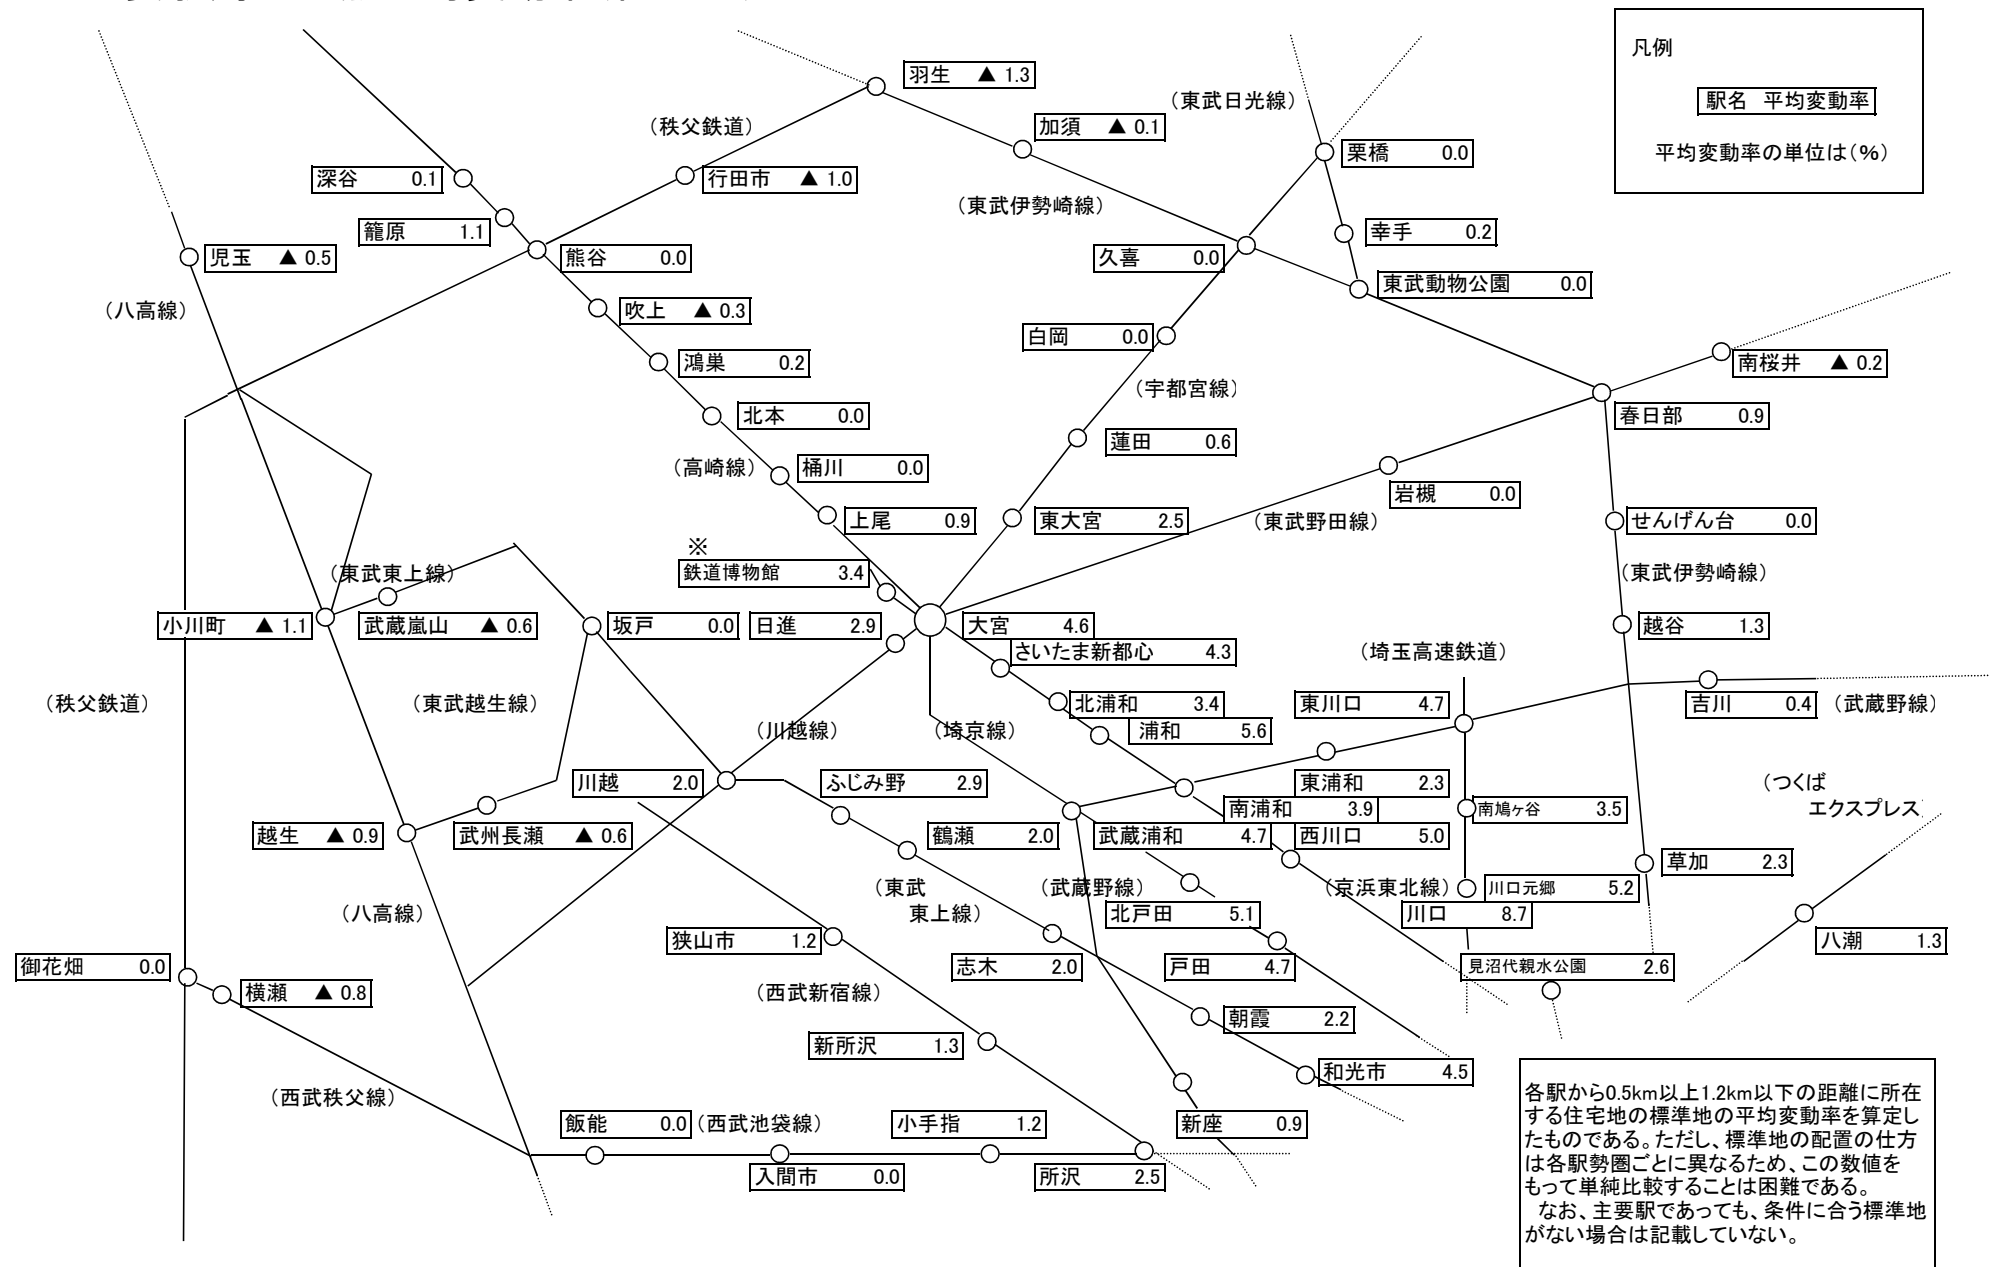 凡例
駅名 平均変動率
平均変動率の単位は(%)
羽生 ▲ 1.3
(東武日光線)
(秩父鉄道)
加須 ▲ 0.1
栗橋 0.0
深谷 0.1
行田市 ▲ 1.0
(東武伊勢崎線)
籠原 1.1
幸手 0.2
児玉 ▲ 0.5
熊谷 0.0
久喜 0.0
東武動物公園 0.0
(八高線)
吹上 ▲ 0.3
白岡 0.0
鴻巣 0.2
南桜井 ▲ 0.2
(宇都宮線)
北本 0.0
春日部 0.9
蓮田 0.6
(高崎線)
桶川 0.0
岩槻 0.0
上尾 0.9
東大宮 2.5
(東武野田線)
せんげん台 0.0
※
鉄道博物館 3.4
(東武東上線)
(東武伊勢崎線)
小川町 ▲ 1.1
武蔵嵐山 ▲ 0.6
坂戸 0.0
日進 2.9
大宮 4.6
越谷 1.3
さいたま新都心 4.3
(埼玉高速鉄道)
(秩父鉄道)
(東武越生線)
北浦和 3.4
東川口 4.7
吉川 0.4
(武蔵野線)
(川越線)
(埼京線)
浦和 5.6
川越 2.0
ふじみ野 2.9
東浦和 2.3
(つくば
エクスプレス
南浦和 3.9
南鳩ヶ谷 3.5
越生 ▲ 0.9
武州長瀬 ▲ 0.6
鶴瀬 2.0
武蔵浦和 4.7
西川口 5.0
草加 2.3
(東武
東上線)
(武蔵野線)
(京浜東北線)
川口元郷 5.2
(八高線)
北戸田 5.1
川口 8.7
狭山市 1.2
八潮 1.3
御花畑 0.0
志木 2.0
戸田 4.7
見沼代親水公園 2.6
横瀬 ▲ 0.8
(西武新宿線)
朝霞 2.2
新所沢 1.3
和光市 4.5
(西武秩父線)
飯能 0.0
(西武池袋線)
小手指 1.2
新座 0.9
入間市 0.0
所沢 2.5
各駅から0.5km以上1.2km以下の距離に所在
する住宅地の標準地の平均変動率を算定し
たものである。ただし、標準地の配置の仕方
は各駅勢圏ごとに異なるため、この数値を
もって単純比較することは困難である。
なお、主要駅であっても、条件に合う標準地
がない場合は記載していない。